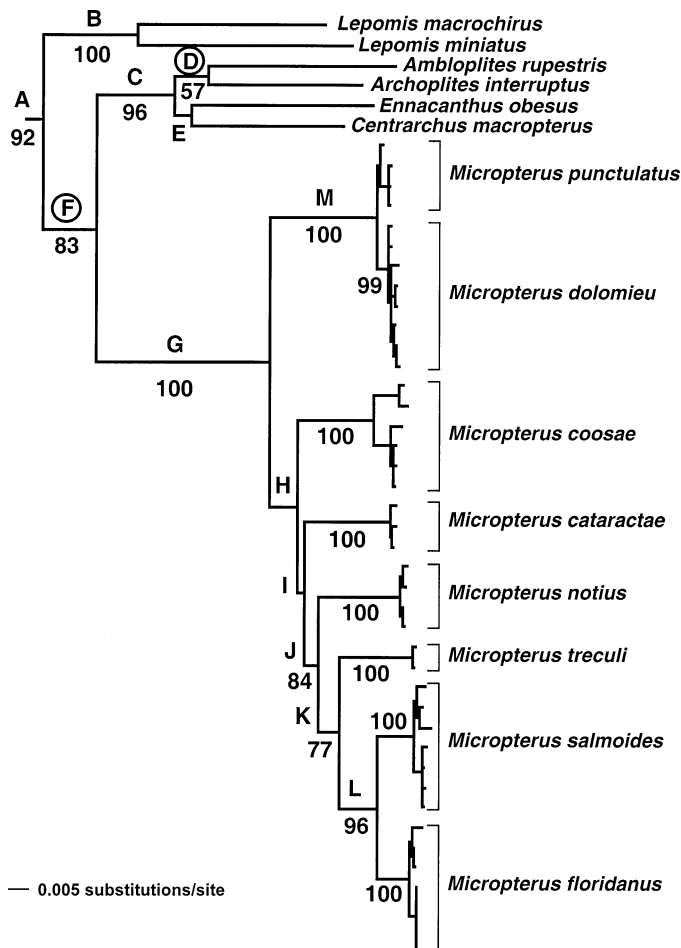 Lepomis macrochirus
B
100
Lepomis miniatus
D
Ambloplites rupestris
C
57
Archoplites interruptus
A
96
Ennacanthus obesus
92
E
Centrarchus macropterus
Micropterus punctulatus
M
F
100
83
99
Micropterus dolomieu
G
100
100
Micropterus coosae
H
Micropterus cataractae
100
I
Micropterus notius
100
J
Micropterus treculi
100
84
K
100
Micropterus salmoides
77
L
96
100
Micropterus floridanus
0.005 substitutions/site